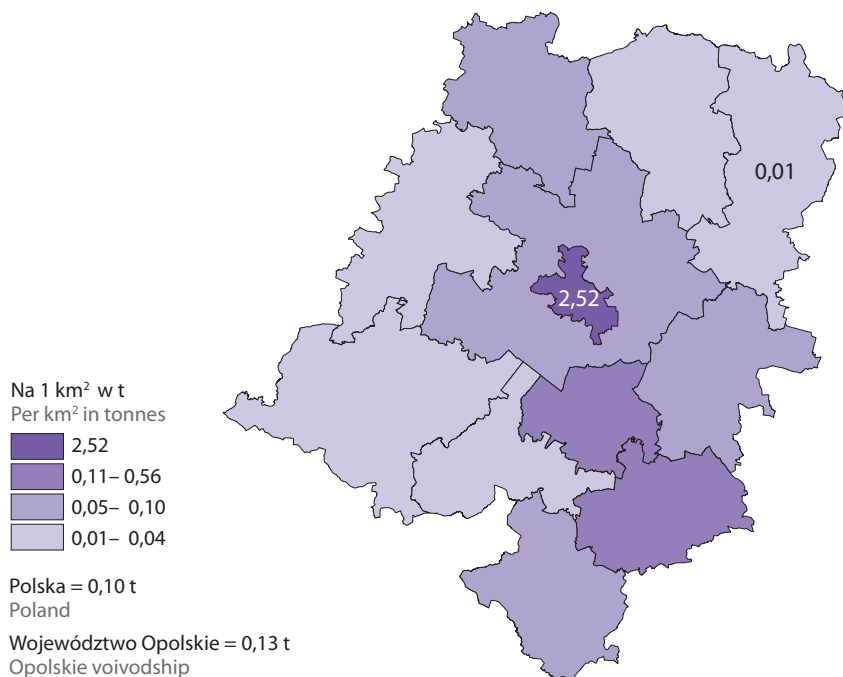 0,01
2,52
Na 1 km² w t
Per km² in tonnes
2,52
0,11– 0,56
0,05– 0,10
0,01– 0,04
Polska = 0,10 t
Poland
Województwo Opolskie = 0,13 t
Opolskie voivodship